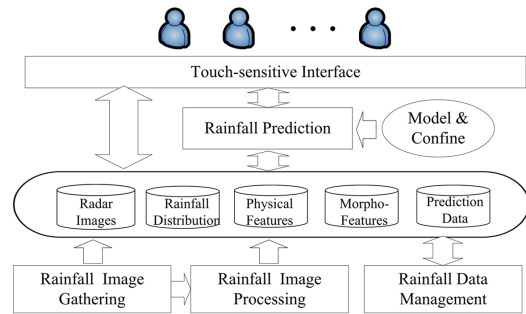 Touch-sensitive Interface
Rainfall Prediction
Model &
Confine
Radar
Images
Rainfall
Distribution
Physical
Features
Morpho-
Features
Prediction
Data
Rainfall Image
Gathering
Rainfall Image
Processing
Rainfall Data
Management